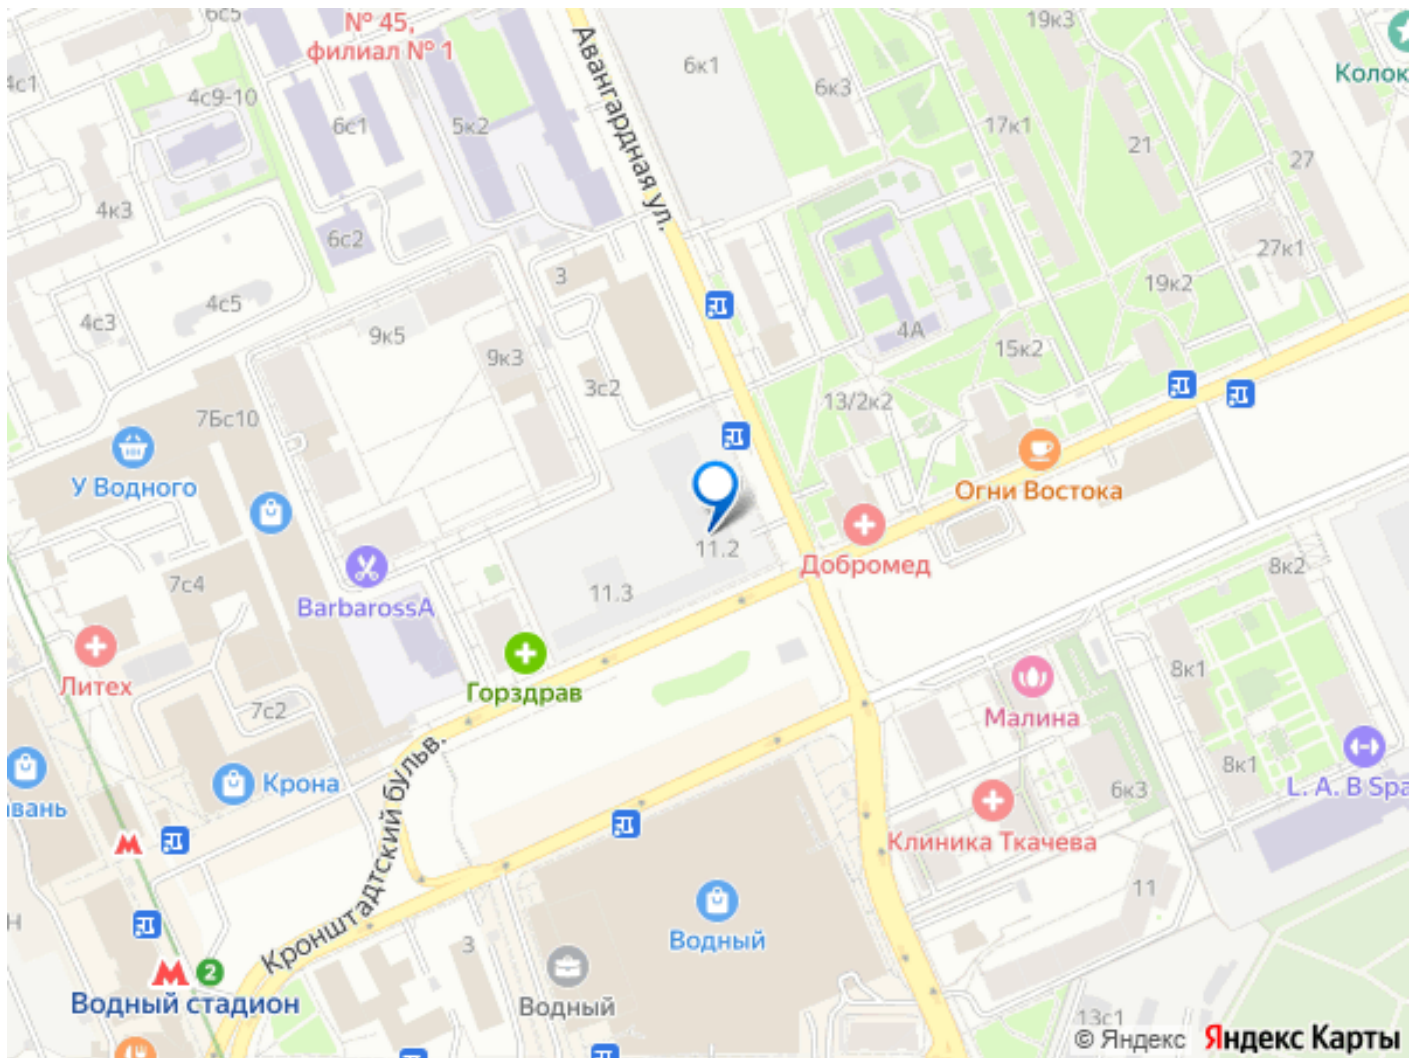 6с5
№ 45,
филиал № 1
19к3
6к1
Колок
4с1
6к3
4с9-10
6с1
5к2
17к1
Авангардная ул.
21
27
4к3
6с2
27к1
3
19к2
4с5
4с3
9к5
4А
15к2
9к3
3с2
13/2к2
7Бс10
У Водного
Огни Востока
11.2
Добромед
7с4
11.3
8к2
BarbarossA
Литех
Горздрав
8к1
7с2
Малина
Кронштадтский бульв.
Крона
8к1
авань
6к3
L. A. B Spa
Клиника Ткачева
11
Н
3
Водный
2
Водный стадион
Водный
13с1
© Яндекс Яндекс Карты